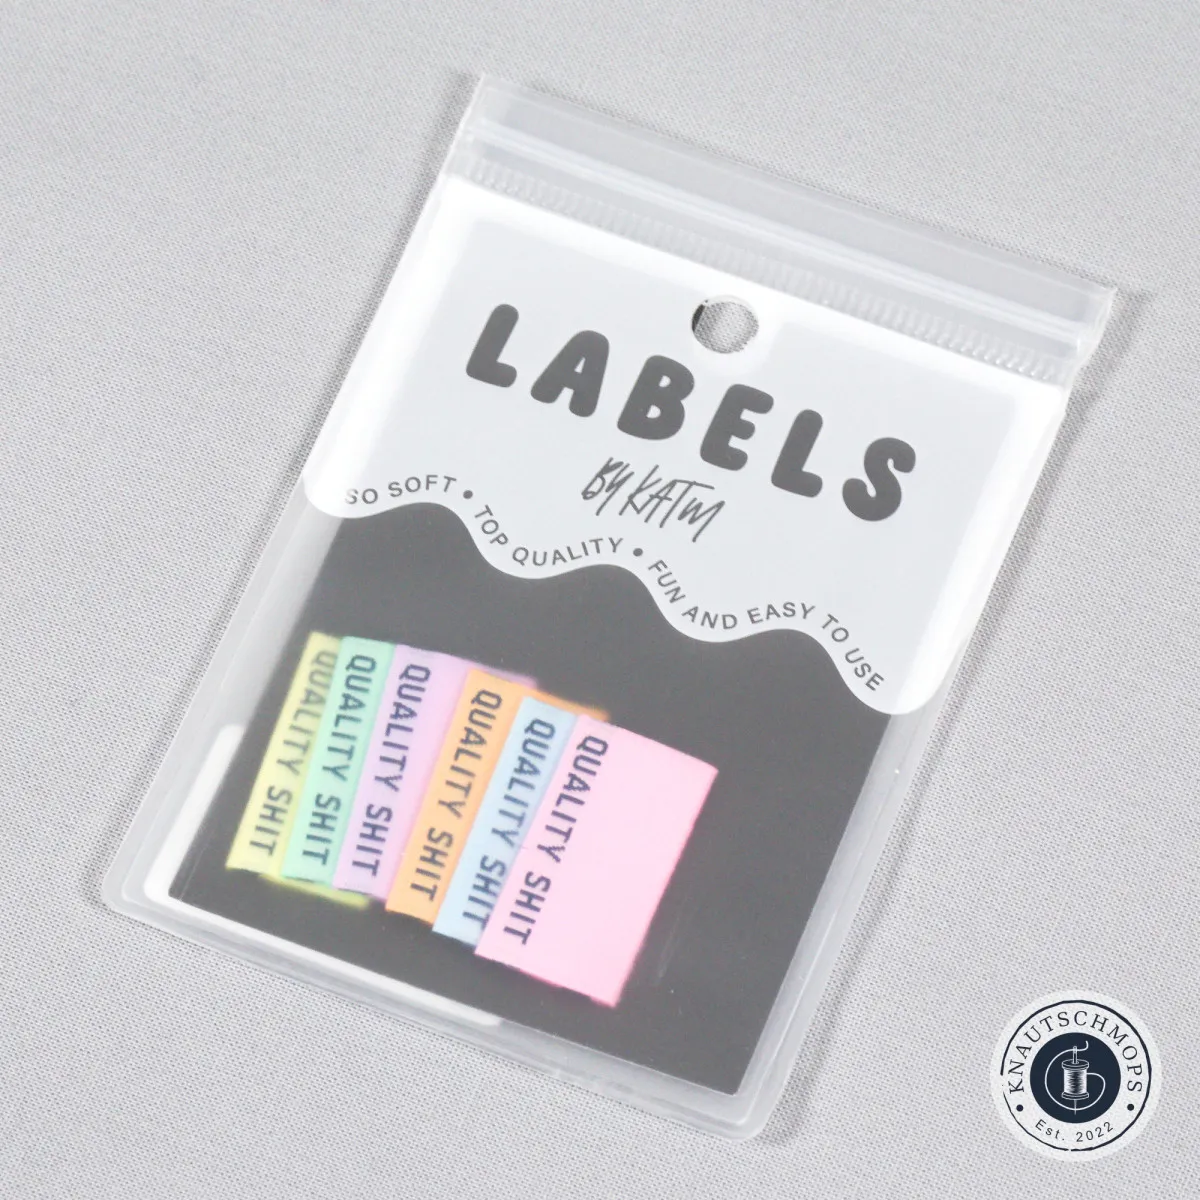 LABELS
BY KATM
SO SOFT • TOP QUALITY • FUN AND EASY TO USE
QUALITY SHIT
QUALITY SHIT
QUALITY SHIT
QUALITY SHIT
QUALITY SHIT
QUALITY SHIT
KNAUTSCHMOPS
• Est. 2022 •